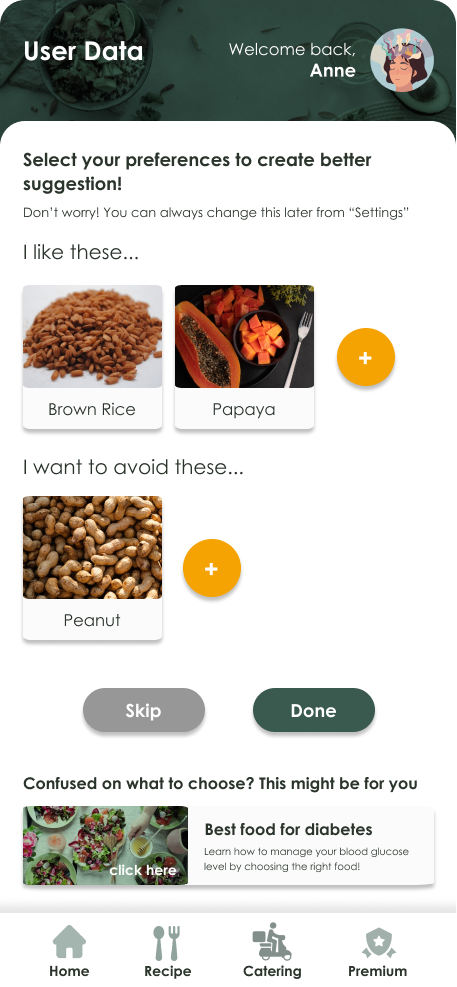 User Data
Welcome back,
Anne
Select your preferences to create better
suggestion!
Don’t worry! You can always change this later from “Settings”
I like these...
Brown Rice
Papaya
+
I want to avoid these...
Peanut
+
Skip
Done
Confused on what to choose? This might be for you
click here
Best food for diabetes
Learn how to manage your blood glucose
level by choosing the right food!
Home
Recipe
Catering
Premium